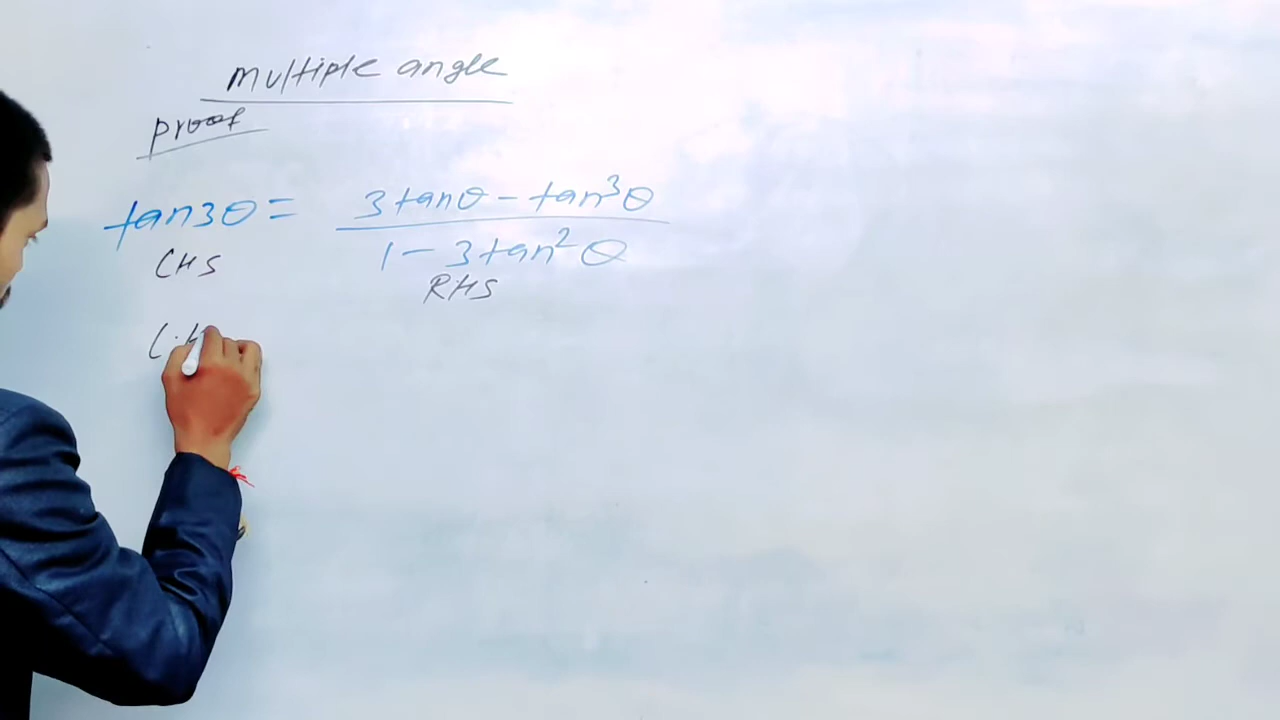 multiple angle
proof
tan3θ = 3tanθ - tan³θ / 1 - 3tan²θ
LHS RHS
L.H